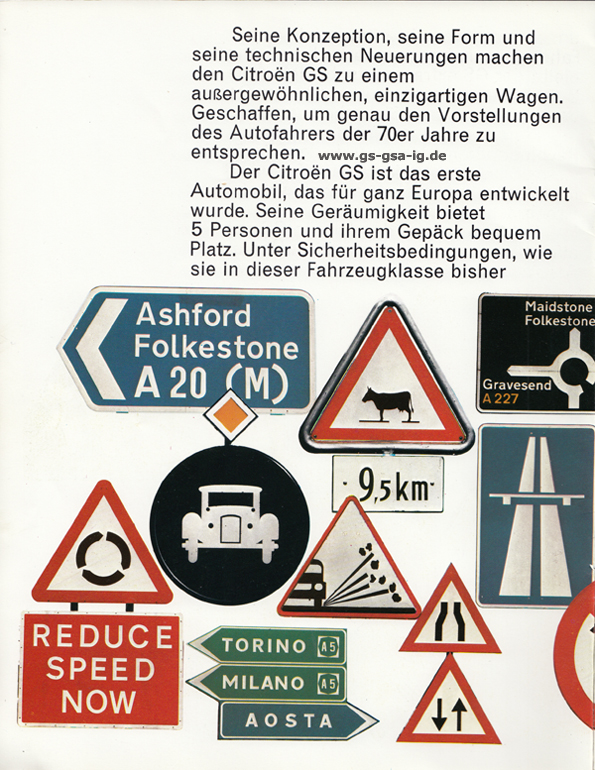 Seine Konzeption, seine Form und
seine technischen Neuerungen machen
den Citroën GS zu einem
außergewöhnlichen, einzigartigen Wagen.
Geschaffen, um genau den Vorstellungen
des Autofahrers der 70er Jahre zu
entsprechen. www.gs-gsa-ig.de
Der Citroën GS ist das erste
Automobil, das für ganz Europa entwickelt
wurde. Seine Geräumigkeit bietet
5 Personen und ihrem Gepäck bequem
Platz. Unter Sicherheitsbedingungen, wie
sie in dieser Fahrzeugklasse bisher
Ashford
Folkestone
A 20 (M)
Maidstone
Folkestone
Gravesend
A 227
9,5km
REDUCE
SPEED
NOW
TORINO A5
MILANO A5
AOSTA